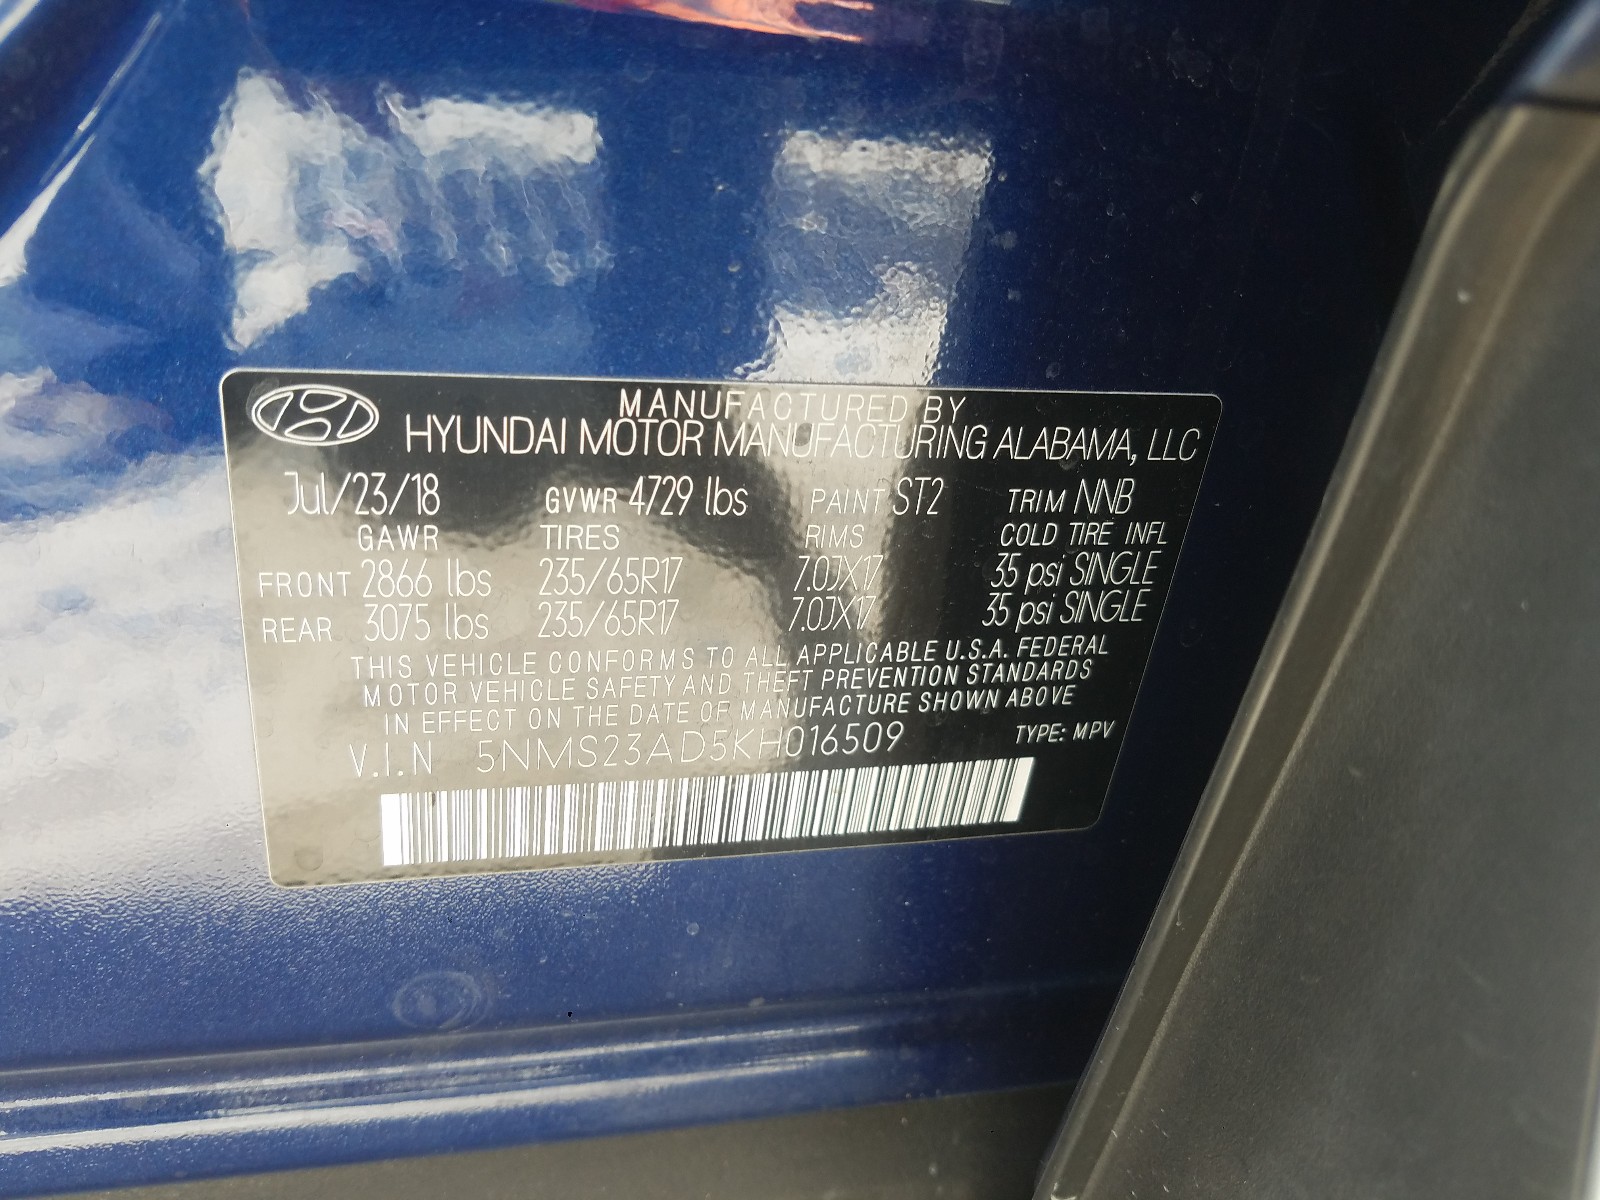 MANUFACTURED BY
HYUNDAI MOTOR MANUFACTURING ALABAMA, LLC
Jul/23/18 GVWR 4729 lbs PAINT ST2 TRIM NNB
GAWR TIRES RIMS COLD TIRE INFL
FRONT 2866 lbs 235/65R17 7.0JX17 35 psi SINGLE
REAR 3075 lbs 235/65R17 7.0JX17 35 psi SINGLE
THIS VEHICLE CONFORMS TO ALL APPLICABLE U.S.A. FEDERAL
MOTOR VEHICLE SAFETY AND THEFT PREVENTION STANDARDS
IN EFFECT ON THE DATE OF MANUFACTURE SHOWN ABOVE
V.I.N 5NMS23AD5KH016509 TYPE: MPV